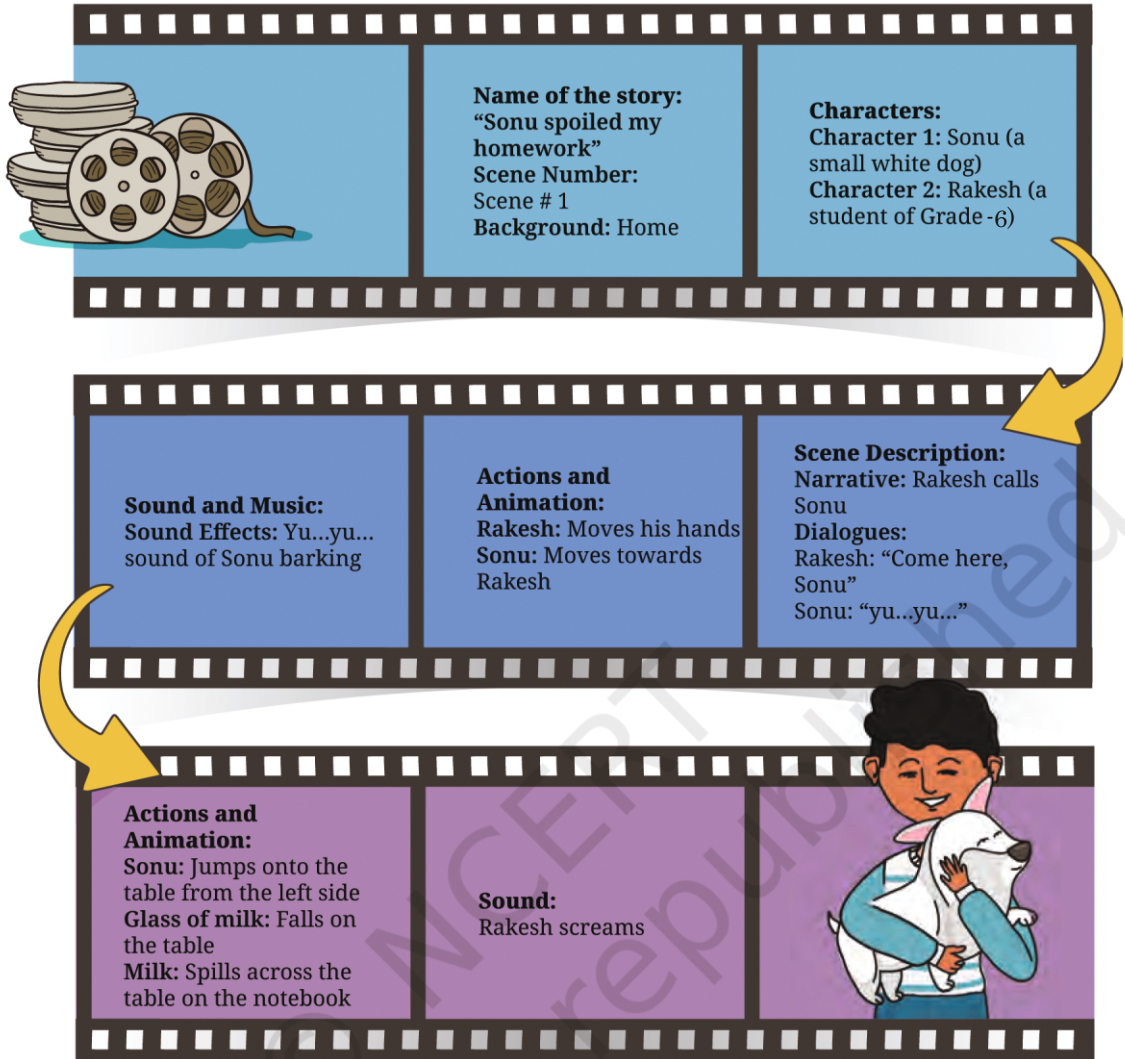 Name of the story:
“Sonu spoiled my
homework”
Scene Number:
Scene # 1
Background: Home
Characters:
Character 1: Sonu (a
small white dog)
Character 2: Rakesh (a
student of Grade -6)
Scene Description:
Narrative: Rakesh calls
Sonu
Dialogues:
Rakesh: “Come here,
Sonu”
Sonu: “yu...yu...”
Actions and
Animation:
Rakesh: Moves his hands
Sonu: Moves towards
Rakesh
Sound and Music:
Sound Effects: Yu...yu...
sound of Sonu barking
Actions and
Animation:
Sonu: Jumps onto the
table from the left side
Glass of milk: Falls on
the table
Milk: Spills across the
table on the notebook
Sound:
Rakesh screams
© NCERT
republished